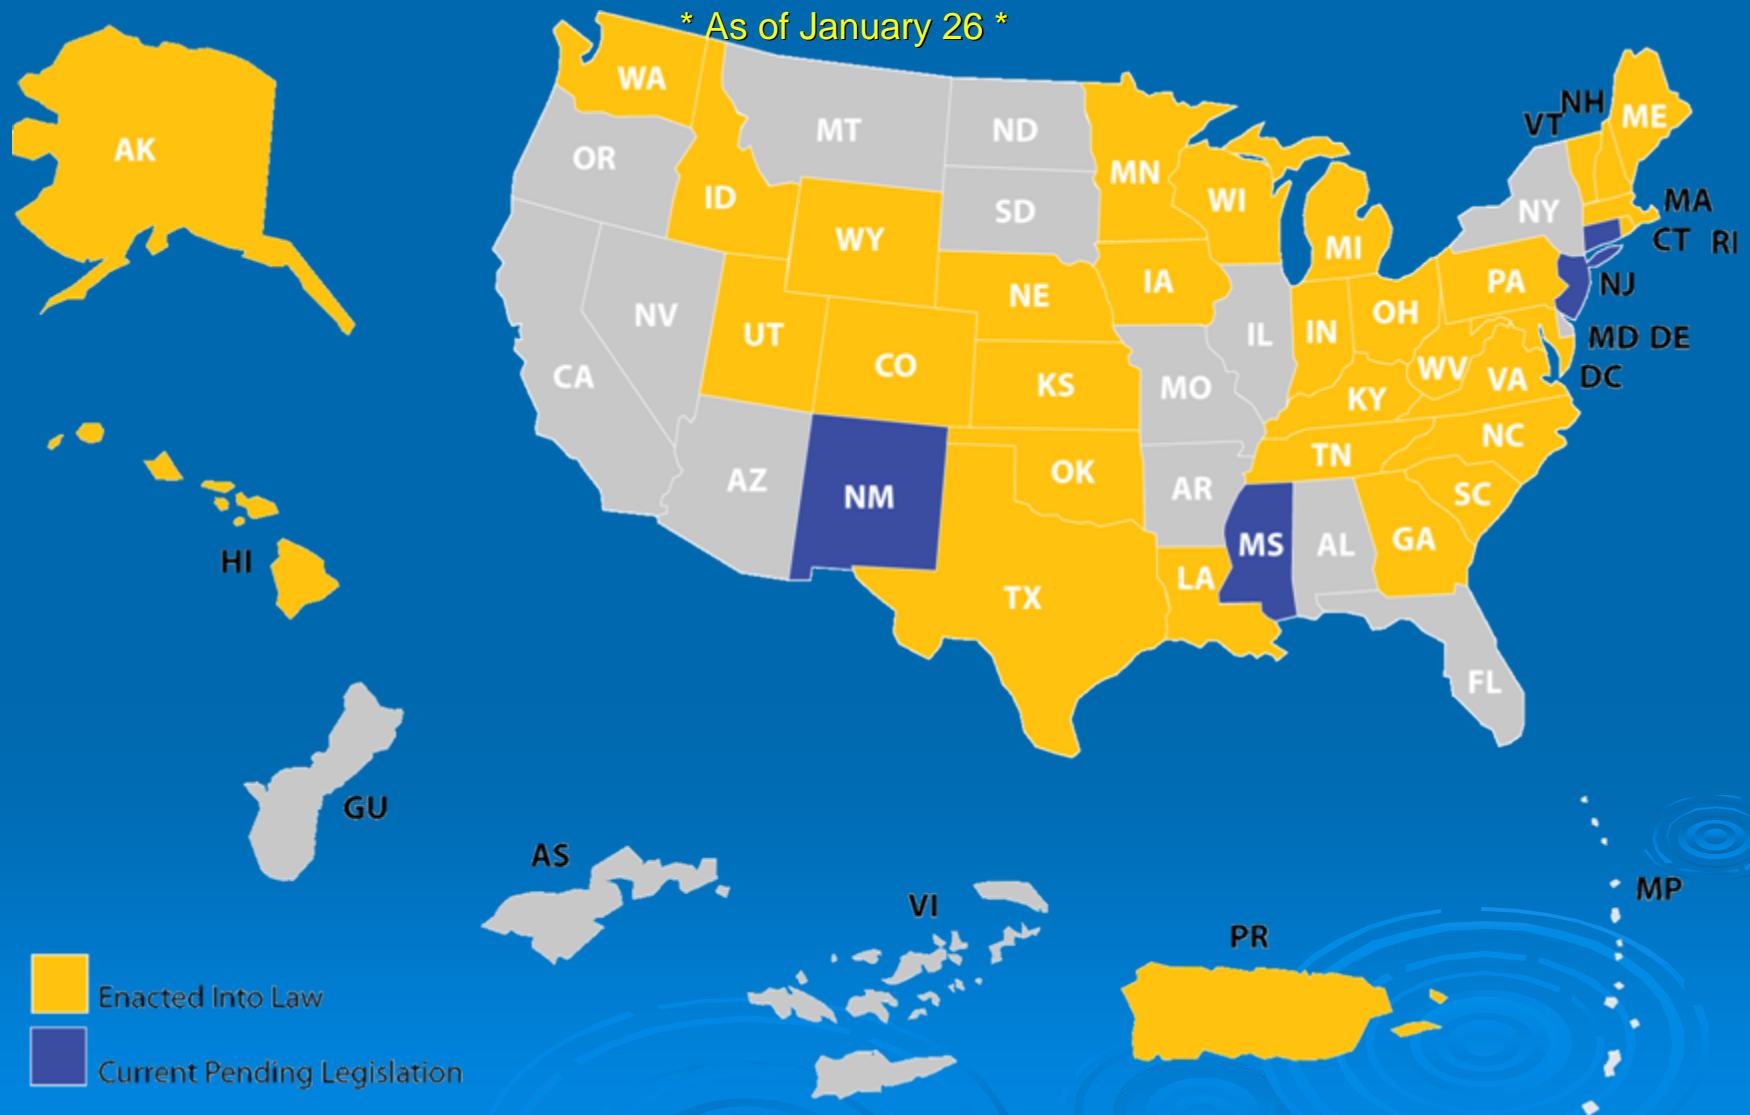 * As of January 26 *
AK
WA
MT
ND
MN
VT
NH
ME
OR
ID
SD
WI
MI
NY
MA
CT
RI
WY
NE
IA
PA
NJ
NV
UT
CO
IL
IN
OH
MD
DE
CA
KS
MO
KY
WV
VA
DC
AZ
NM
OK
AR
TN
NC
SC
HI
TX
LA
MS
AL
GA
FL
GU
AS
VI
PR
MP
Enacted Into Law
Current Pending Legislation